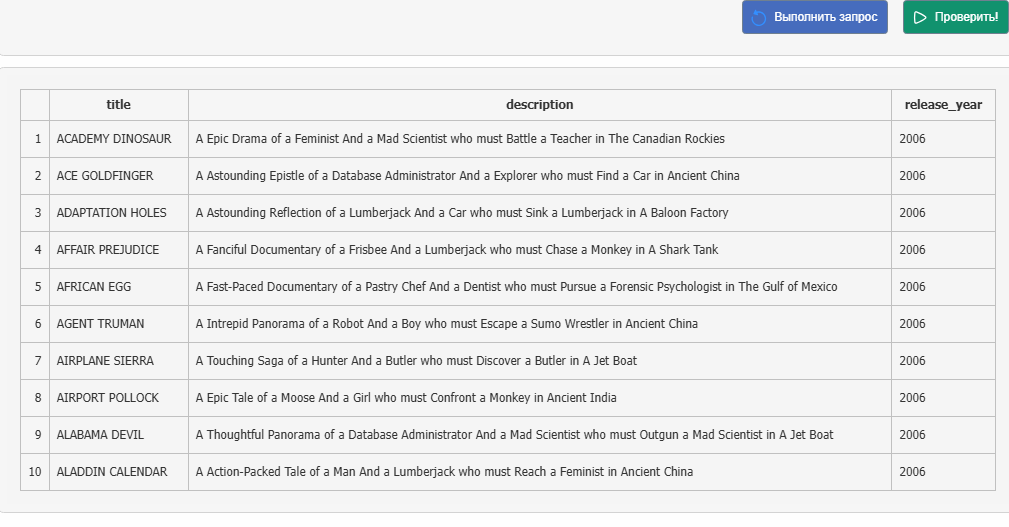 Выполнить запрос Проверить!
title description release_year
1 ACADEMY DINOSAUR A Epic Drama of a Feminist And a Mad Scientist who must Battle a Teacher in The Canadian Rockies 2006
2 ACE GOLDFINGER A Astounding Epistle of a Database Administrator And a Explorer who must Find a Car in Ancient China 2006
3 ADAPTATION HOLES A Astounding Reflection of a Lumberjack And a Car who must Sink a Lumberjack in A Baloon Factory 2006
4 AFFAIR PREJUDICE A Fanciful Documentary of a Frisbee And a Lumberjack who must Chase a Monkey in A Shark Tank 2006
5 AFRICAN EGG A Fast-Paced Documentary of a Pastry Chef And a Dentist who must Pursue a Forensic Psychologist in The Gulf of Mexico 2006
6 AGENT TRUMAN A Intrepid Panorama of a Robot And a Boy who must Escape a Sumo Wrestler in Ancient China 2006
7 AIRPLANE SIERRA A Touching Saga of a Hunter And a Butler who must Discover a Butler in A Jet Boat 2006
8 AIRPORT POLLOCK A Epic Tale of a Moose And a Girl who must Confront a Monkey in Ancient India 2006
9 ALABAMA DEVIL A Thoughtful Panorama of a Database Administrator And a Mad Scientist who must Outgun a Mad Scientist in A Jet Boat 2006
10 ALADDIN CALENDAR A Action-Packed Tale of a Man And a Lumberjack who must Reach a Feminist in Ancient China 2006